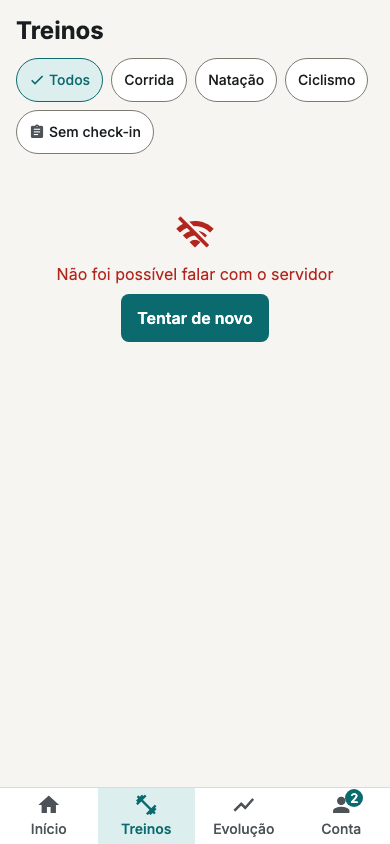 Treinos
Todos
Corrida
Natação
Ciclismo
Sem check-in
Não foi possível falar com o servidor
Tentar de novo
2
Início
Treinos
Evolução
Conta